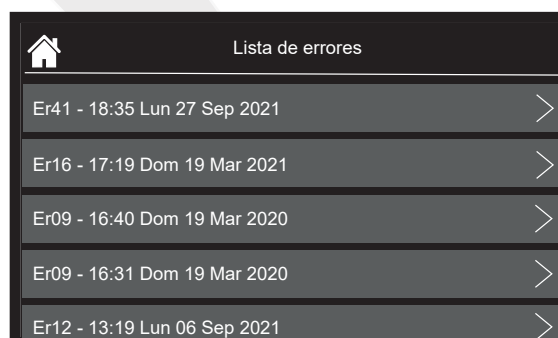 Lista de errores
Er41 - 18:35 Lun 27 Sep 2021
Er16 - 17:19 Dom 19 Mar 2021
Er09 - 16:40 Dom 19 Mar 2020
Er09 - 16:31 Dom 19 Mar 2020
Er12 - 13:19 Lun 06 Sep 2021